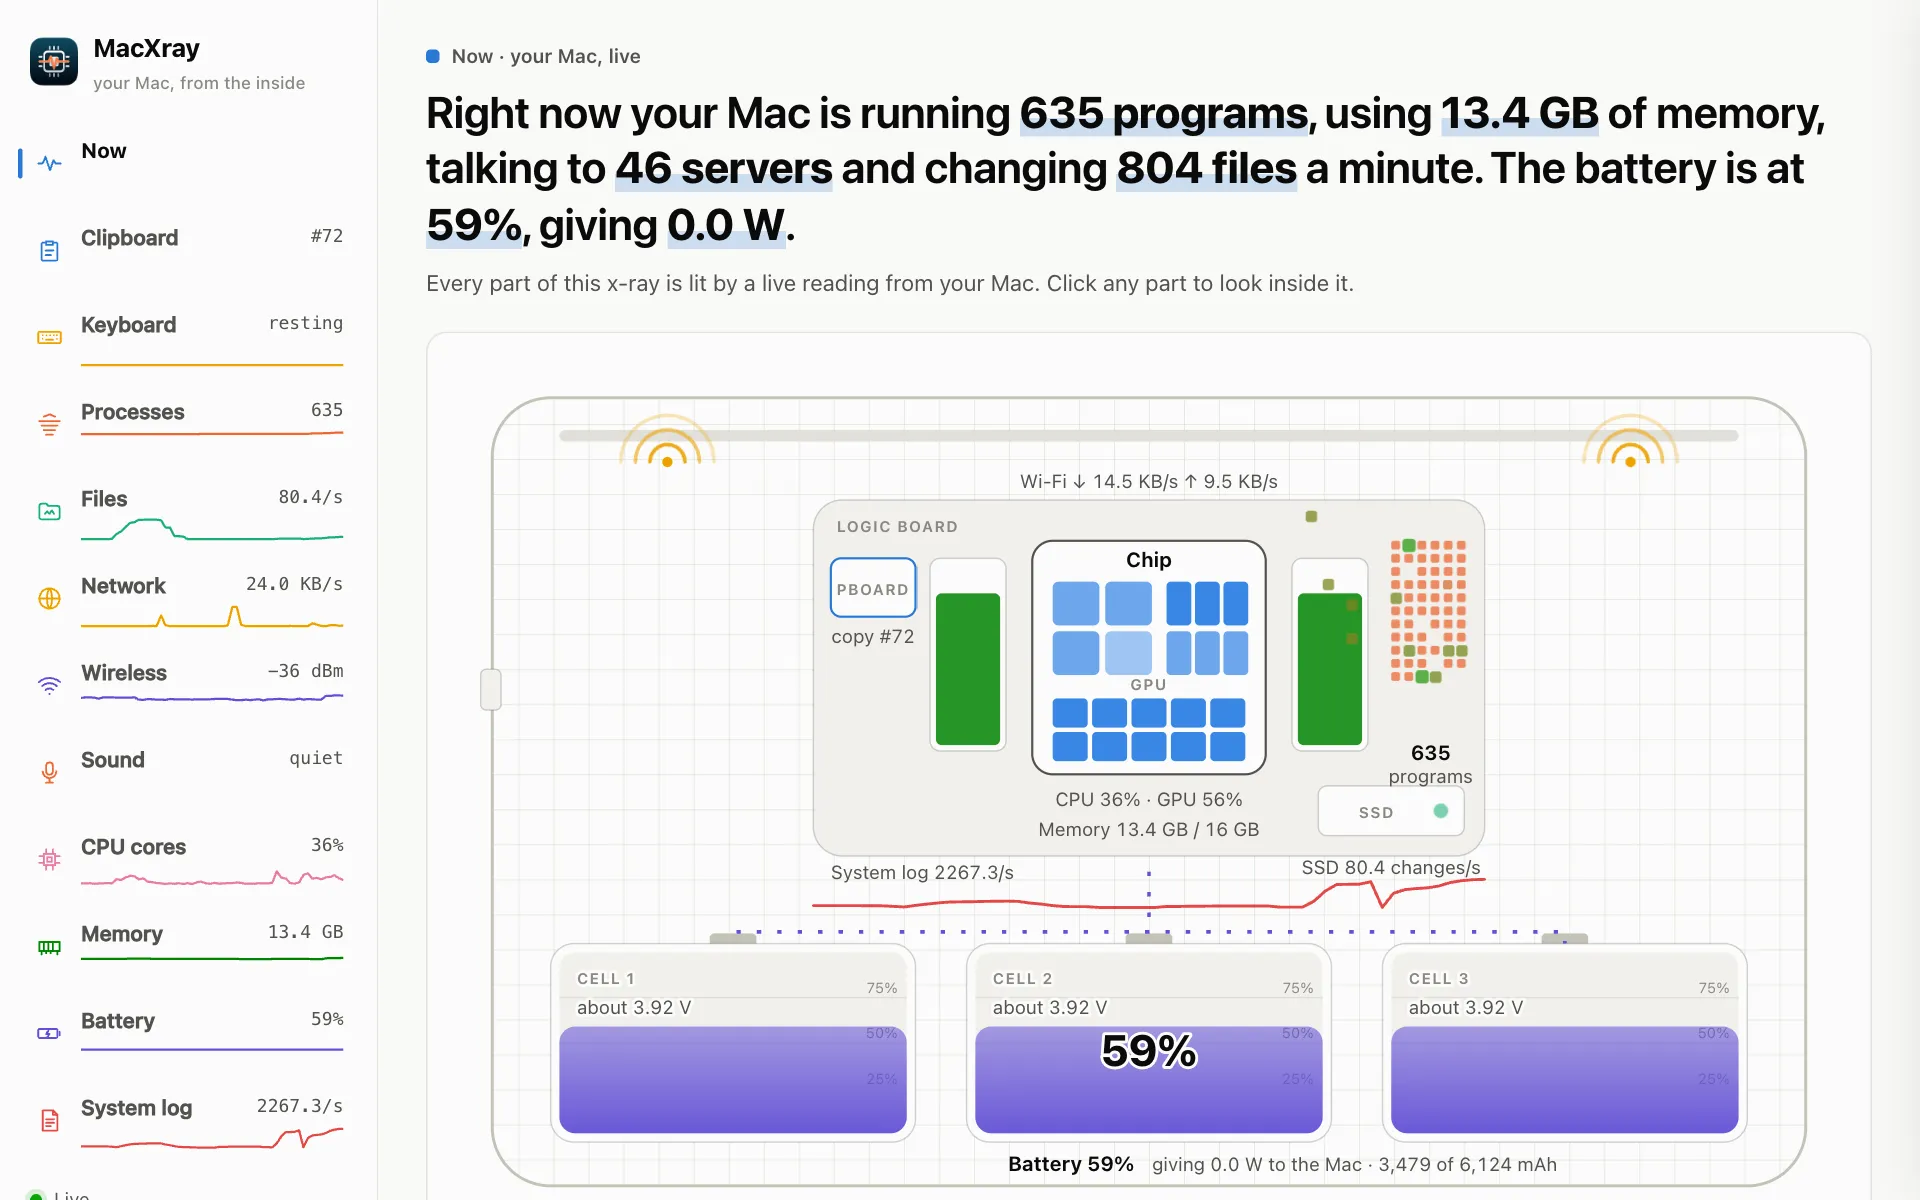 MacXray
your Mac, from the inside
Now
Clipboard #72
Keyboard resting
Processes 635
Files 80.4/s
Network 24.0 KB/s
Wireless −36 dBm
Sound quiet
CPU cores 36%
Memory 13.4 GB
Battery 59%
System log 2267.3/s
Live
Now · your Mac, live
Right now your Mac is running 635 programs, using 13.4 GB of memory,
talking to 46 servers and changing 804 files a minute. The battery is at
59%, giving 0.0 W.
Every part of this x-ray is lit by a live reading from your Mac. Click any part to look inside it.
Wi-Fi ↓ 14.5 KB/s ↑ 9.5 KB/s
LOGIC BOARD
PBOARD
copy #72
Chip
GPU
CPU 36% · GPU 56%
Memory 13.4 GB / 16 GB
635
programs
SSD
System log 2267.3/s
SSD 80.4 changes/s
CELL 1
about 3.92 V
75%
50%
25%
CELL 2
about 3.92 V
75%
50%
25%
59%
CELL 3
about 3.92 V
75%
50%
25%
Battery 59% giving 0.0 W to the Mac · 3,479 of 6,124 mAh